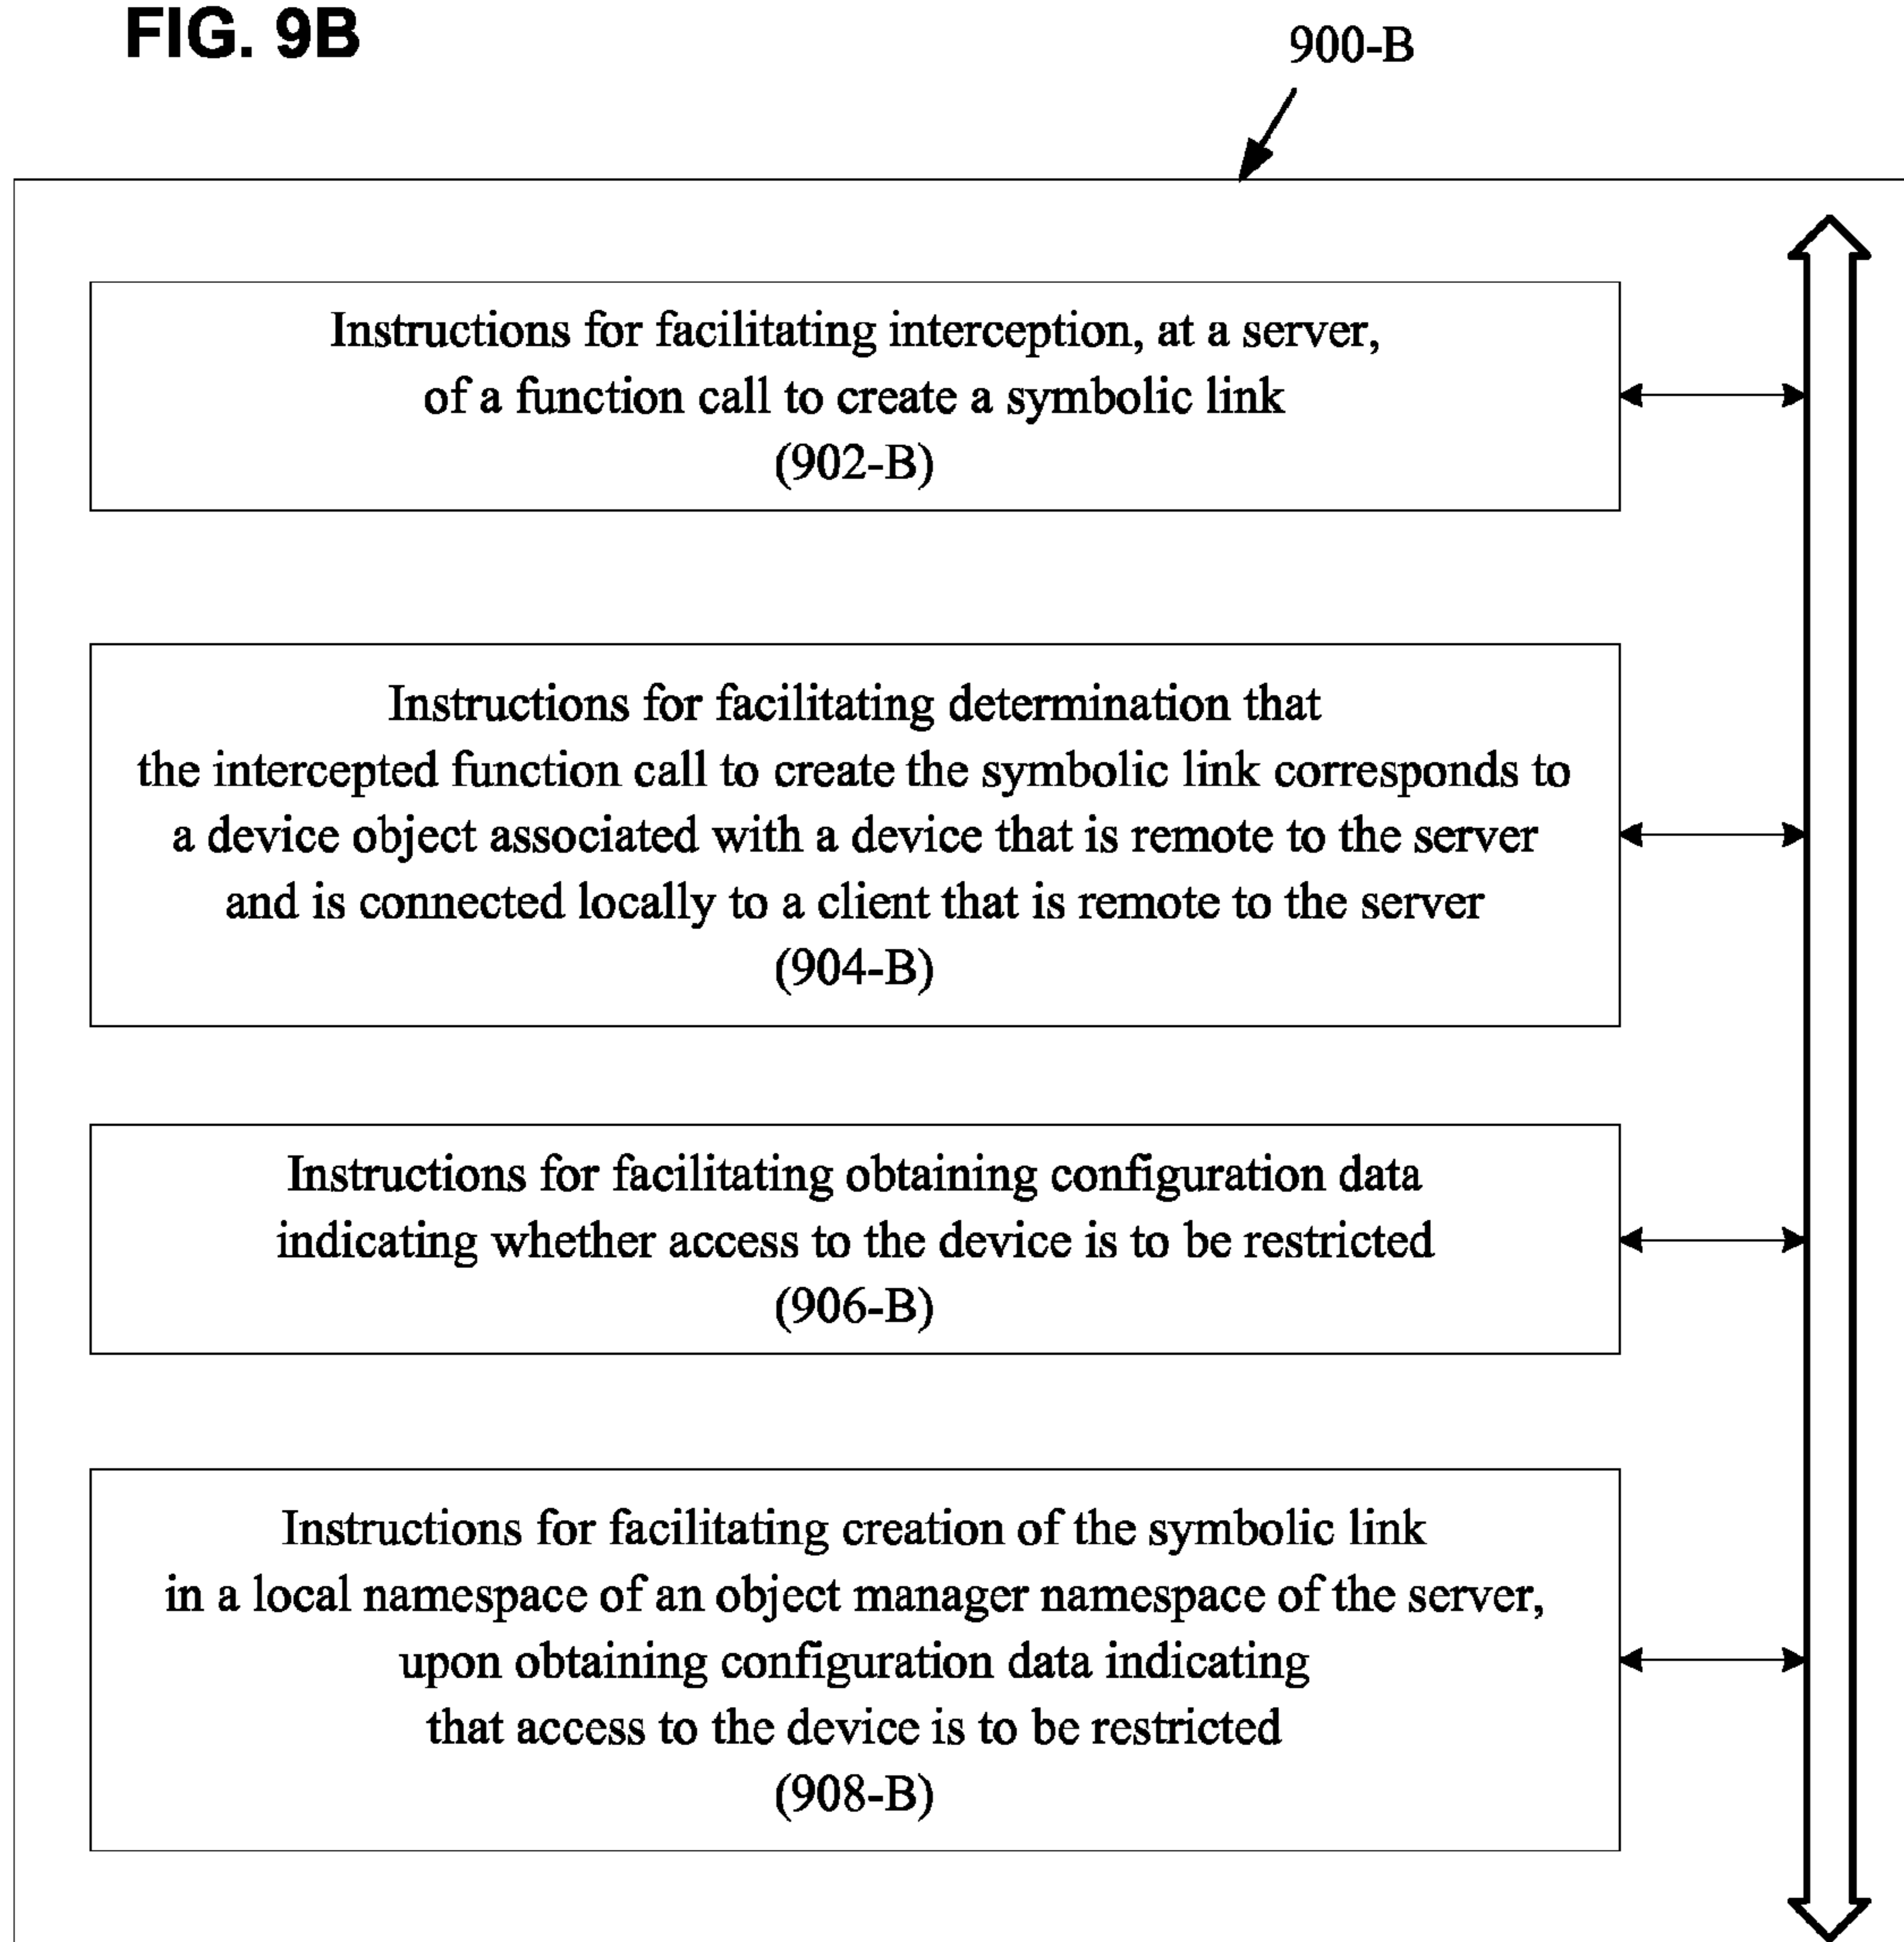 FIG. 9B
900-B
Instructions for facilitating interception, at a server,
of a function call to create a symbolic link
(902-B)
Instructions for facilitating determination that
the intercepted function call to create the symbolic link corresponds to
a device object associated with a device that is remote to the server
and is connected locally to a client that is remote to the server
(904-B)
Instructions for facilitating obtaining configuration data
indicating whether access to the device is to be restricted
(906-B)
Instructions for facilitating creation of the symbolic link
in a local namespace of an object manager namespace of the server,
upon obtaining configuration data indicating
that access to the device is to be restricted
(908-B)